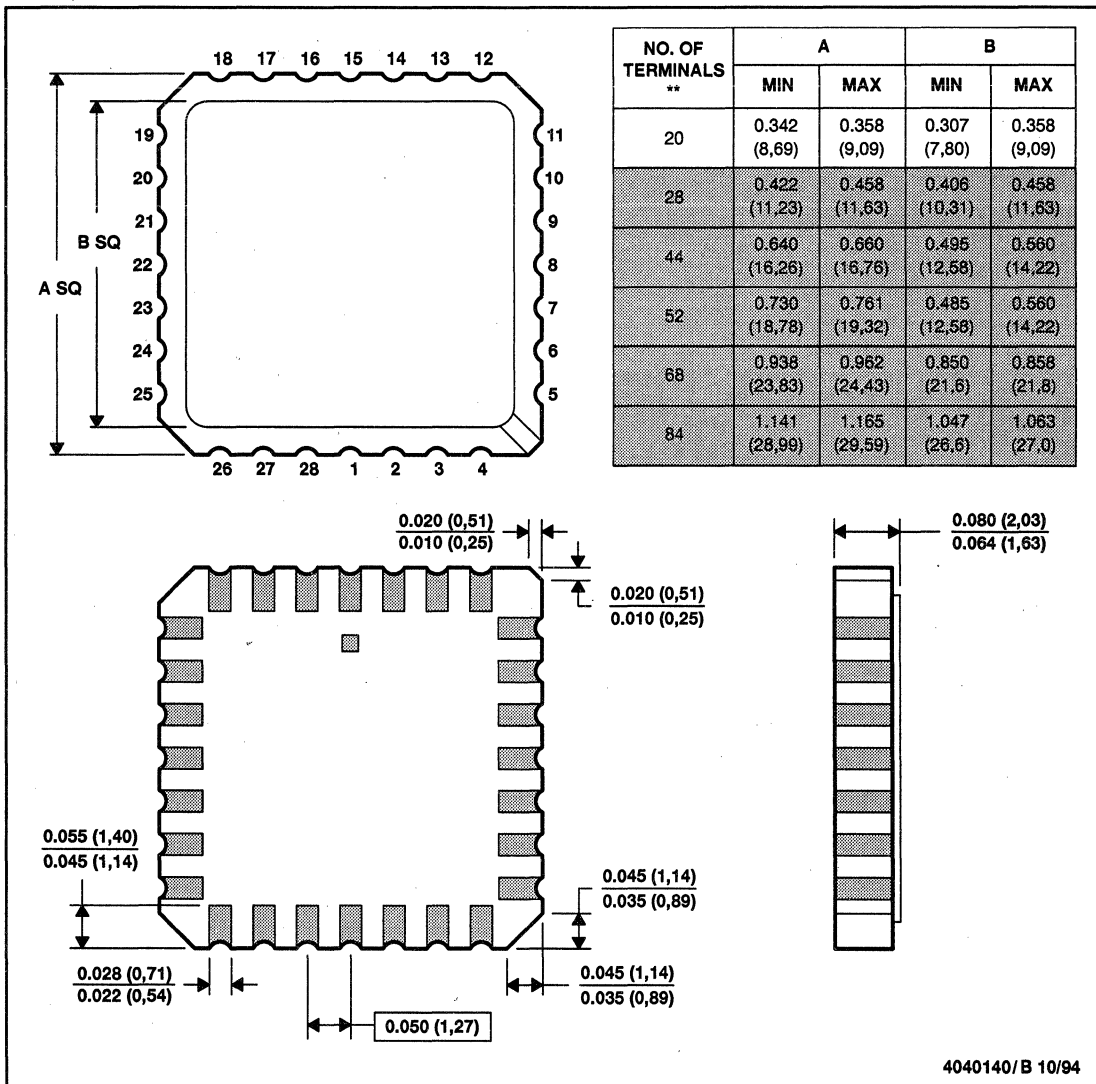 18 17 16 15 14 13 12
19
20
21
22
23
24
25
A SQ
B SQ
11
10
9
8
7
6
5
26 27 28 1 2 3 4
NO. OF TERMINALS ** A B
MIN MAX MIN MAX
20 0.342 (8,69) 0.358 (9,09) 0.307 (7,80) 0.358 (9,09)
28 0.422 (11,23) 0.458 (11,63) 0.406 (10,31) 0.458 (11,63)
44 0.640 (16,26) 0.660 (16,76) 0.495 (12,58) 0.560 (14,22)
52 0.730 (18,78) 0.761 (19,32) 0.485 (12,58) 0.560 (14,22)
68 0.938 (23,83) 0.962 (24,43) 0.850 (21,6) 0.858 (21,8)
84 1.141 (28,99) 1.165 (29,59) 1.047 (26,6) 1.063 (27,0)
0.020 (0,51)
0.010 (0,25)
0.020 (0,51)
0.010 (0,25)
0.080 (2,03)
0.064 (1,63)
0.055 (1,40)
0.045 (1,14)
0.045 (1,14)
0.035 (0,89)
0.028 (0,71)
0.022 (0,54)
0.045 (1,14)
0.035 (0,89)
0.050 (1,27)
4040140/B 10/94